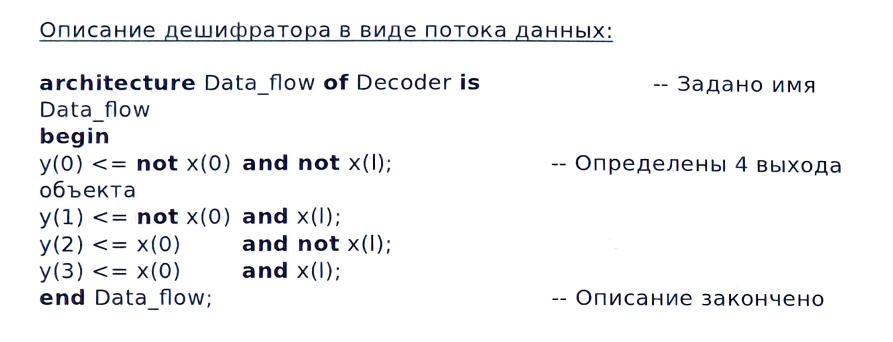 Описание дешифратора в виде потока данных:
architecture Data_flow of Decoder is -- Задано имя
Data_flow
begin
y(0) <= not x(0) and not x(l); -- Определены 4 выхода
объекта
y(1) <= not x(0) and x(l);
y(2) <= x(0) and not x(l);
y(3) <= x(0) and x(l);
end Data_flow; -- Описание закончено